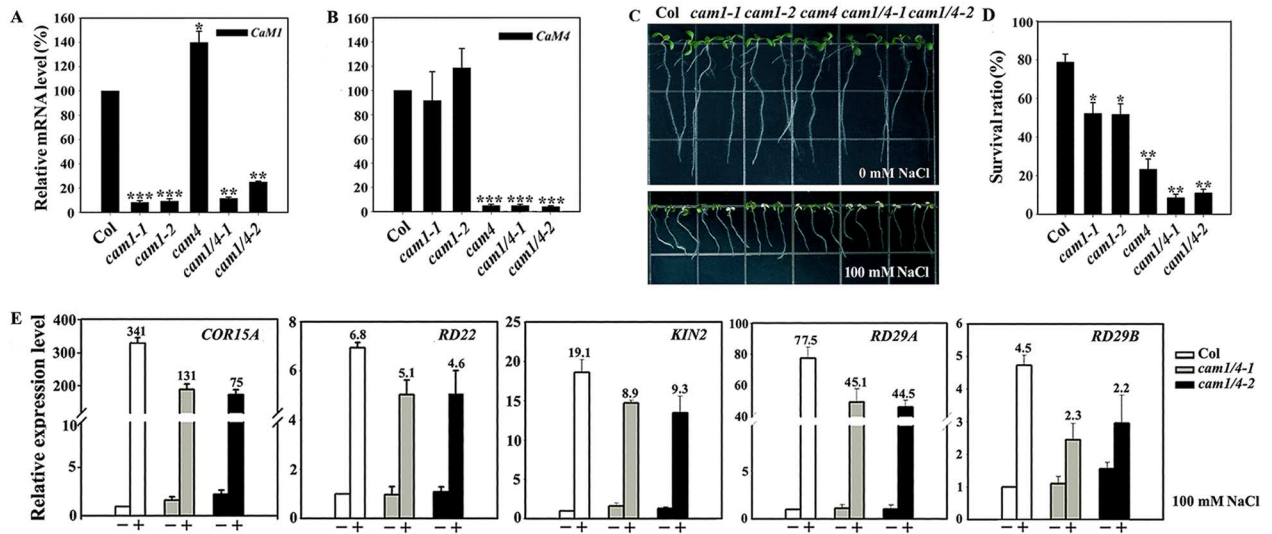 A
Relative mRNA level (%)
160
140
120
100
80
60
40
20
0
CaM1
*
***
***
**
**
Col
cam1-1
cam1-2
cam4
cam1/4-1
cam1/4-2
B
160
140
120
100
80
60
40
20
0
CaM4
***
***
***
Col
cam1-1
cam1-2
cam4
cam1/4-1
cam1/4-2
C
Col cam1-1 cam1-2 cam4 cam1/4-1 cam1/4-2
0 mM NaCl
100 mM NaCl
D
Survival ratio (%)
100
80
60
40
20
0
*
*
**
**
**
Col
cam1-1
cam1-2
cam4
cam1/4-1
cam1/4-2
E
Relative expression level
400
300
200
100
10
5
0
COR15A
341
131
75
− + − + − +
8
6
4
2
1
0
RD22
6.8
5.1
4.6
− + − + − +
25
20
15
10
5
0
KIN2
19.1
8.9
9.3
− + − + − +
100
80
60
40
5
0
RD29A
77.5
45.1
44.5
− + − + − +
6
5
4
3
2
1
0
RD29B
4.5
2.3
2.2
− + − + − +
Col
cam1/4-1
cam1/4-2
100 mM NaCl